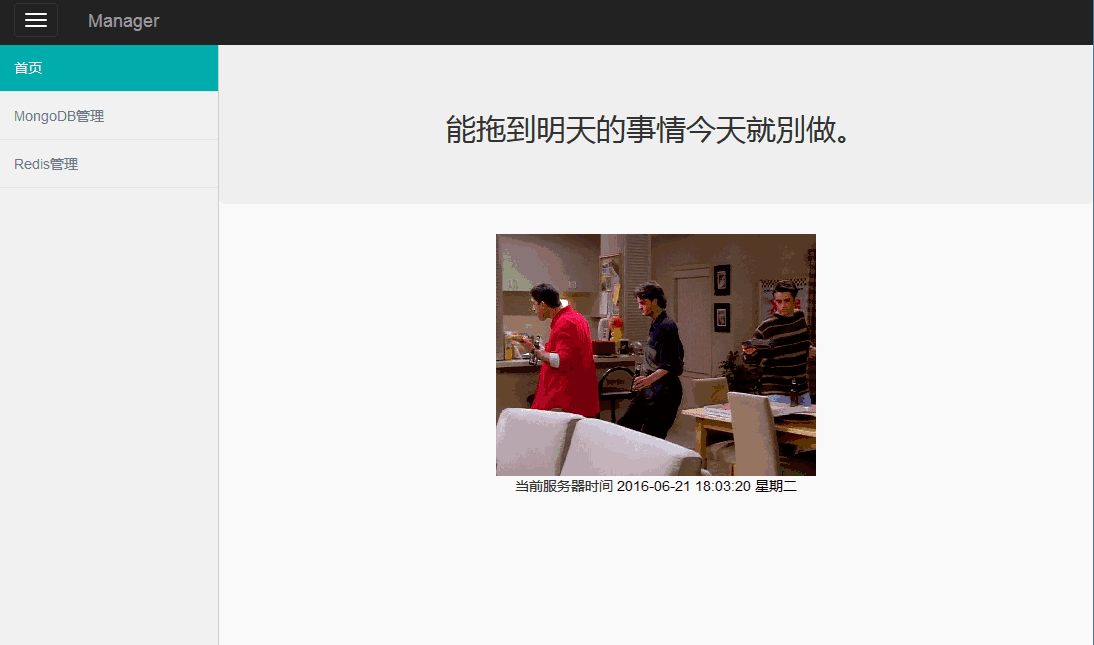 Manager
首页
MongoDB管理
Redis管理
能拖到明天的事情今天就别做。
当前服务器时间 2016-06-21 18:03:20 星期二